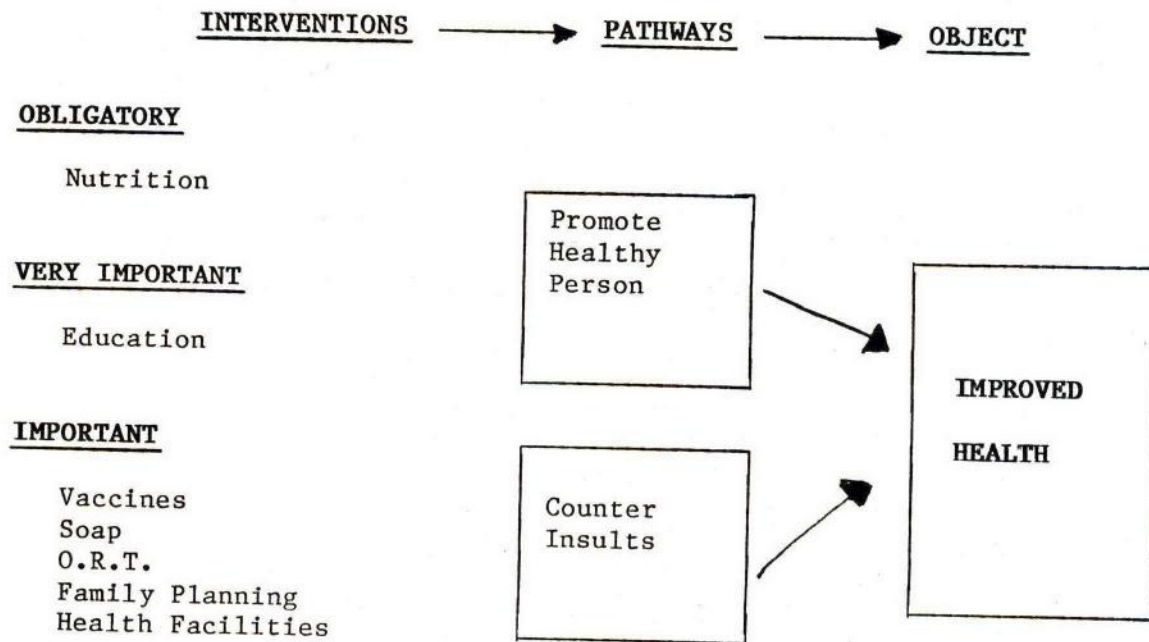 INTERVENTIONS PATHWAYS OBJECT
OBLIGATORY
Nutrition
VERY IMPORTANT
Education
IMPORTANT
Vaccines
Soap
O.R.T.
Family Planning
Health Facilities
Promote
Healthy
Person
Counter
Insults
IMPROVED
HEALTH